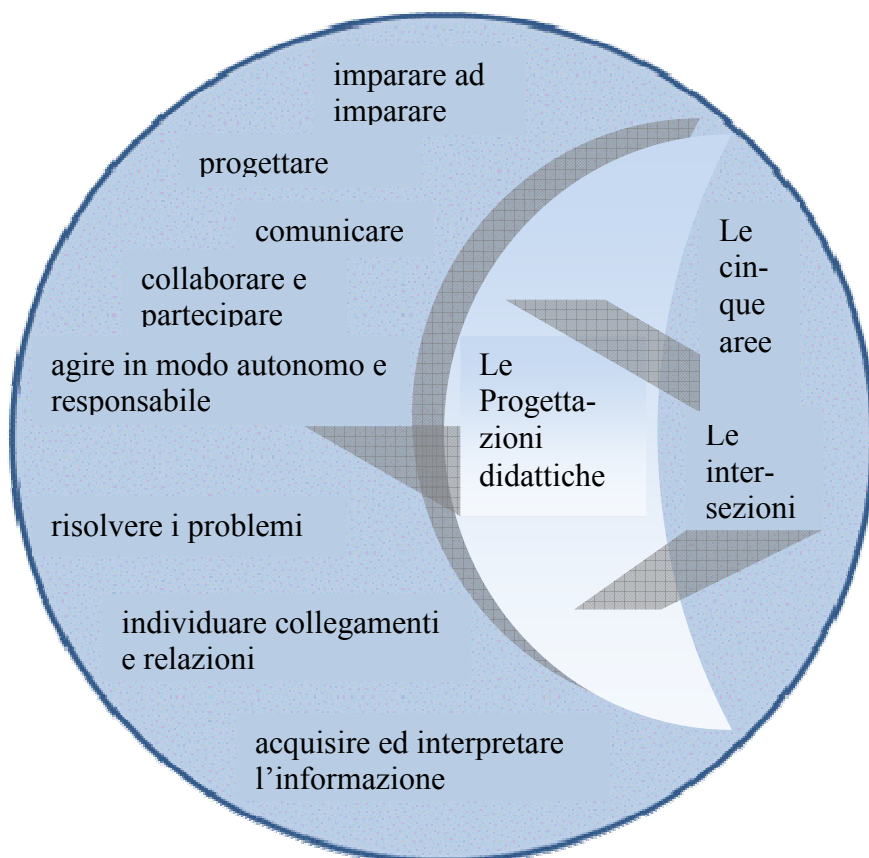 imparare ad
imparare
progettare
comunicare
collaborare e
partecipare
agire in modo autonomo e
responsabile
risolvere i problemi
individuare collegamenti
e relazioni
acquisire ed interpretare
l’informazione
Le
Progetta-
zioni
didattiche
Le
cin-
que
aree
Le
inter-
sezioni